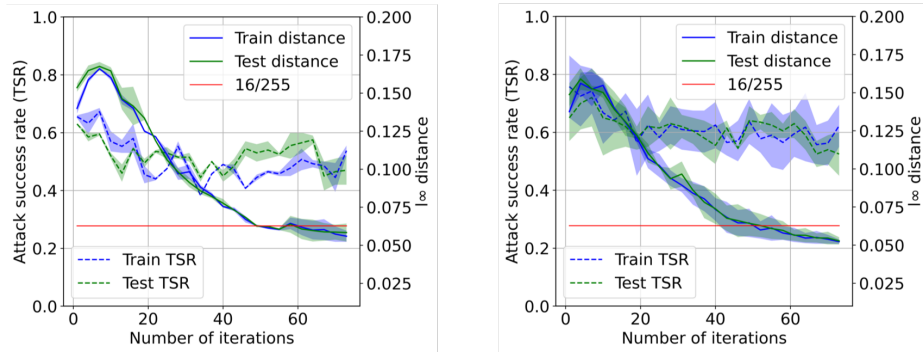 Attack success rate (TSR)
1.0
0.8
0.6
0.4
0.2
0.0
Train distance
Test distance
16/255
Train TSR
Test TSR
0.200
0.175
0.150
0.125
0.100
0.075
0.050
0.025
l∞ distance
0
20
40
60
Number of iterations
Attack success rate (TSR)
1.0
0.8
0.6
0.4
0.2
0.0
Train distance
Test distance
16/255
Train TSR
Test TSR
0.200
0.175
0.150
0.125
0.100
0.075
0.050
0.025
l∞ distance
0
20
40
60
Number of iterations